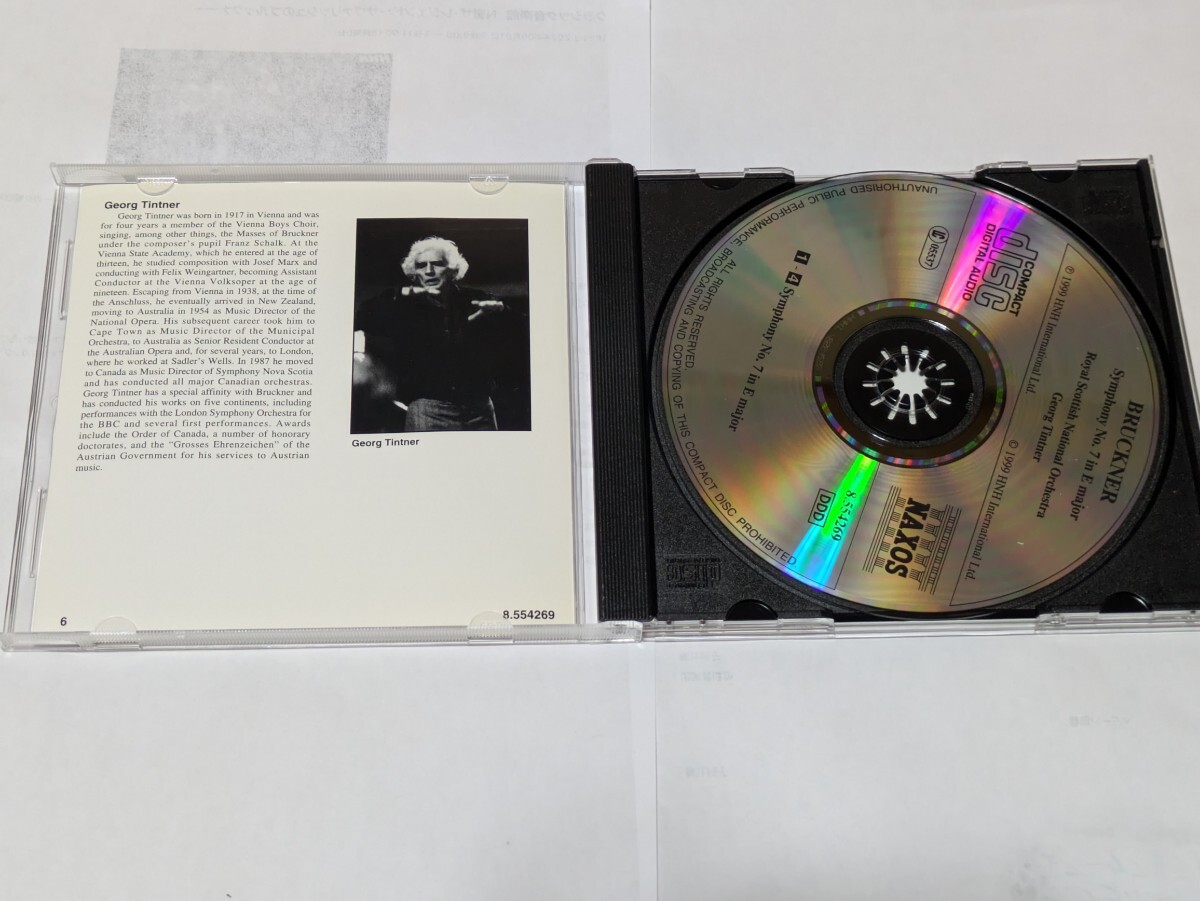 Georg Tintner
Georg Tintner was born in 1917 in Vienna and was
for four years a member of the Vienna Boys Choir,
singing, among other things, the Masses of Bruckner
under the composer's pupil Franz Schalk. At the
Vienna State Academy, which he entered at the age of
thirteen, he studied composition with Josef Marx and
conducting with Felix Weingartner, becoming Assistant
Conductor at the Vienna Volksoper at the age of
nineteen. Escaping from Vienna in 1938, at the time of
the Anschluss, he eventually arrived in New Zealand,
moving to Australia in 1954 as Music Director of the
National Opera. His subsequent career took him to
Cape Town as Music Director of the Municipal
Orchestra, to Australia as Senior Resident Conductor at
the Australian Opera and, for several years, to London,
where he worked at Sadler's Wells. In 1987 he moved
to Canada as Music Director of Symphony Nova Scotia
and has conducted all major Canadian orchestras.
Georg Tintner has a special affinity with Bruckner and
has conducted his works on five continents, including
performances with the London Symphony Orchestra for
the BBC and several first performances. Awards
include the Order of Canada, a number of honorary
doctorates, and the "Grosses Ehrenzeichen" of the
Austrian Government for his services to Austrian
music.
Georg Tintner
6
8.554269
BRUCKNER
Symphony No. 7 in E major
Royal Scottish National Orchestra
Georg Tintner
℗ 1999 HNH International Ltd.
© 1999 HNH International Ltd.
NAXOS
COMPACT
disc
DIGITAL AUDIO
LC 05537
8.554269
DDD
1 - 4 Symphony No. 7 in E major
ALL RIGHTS RESERVED.
UNAUTHORISED PUBLIC PERFORMANCE, BROADCASTING AND COPYING OF THIS COMPACT DISC PROHIBITED